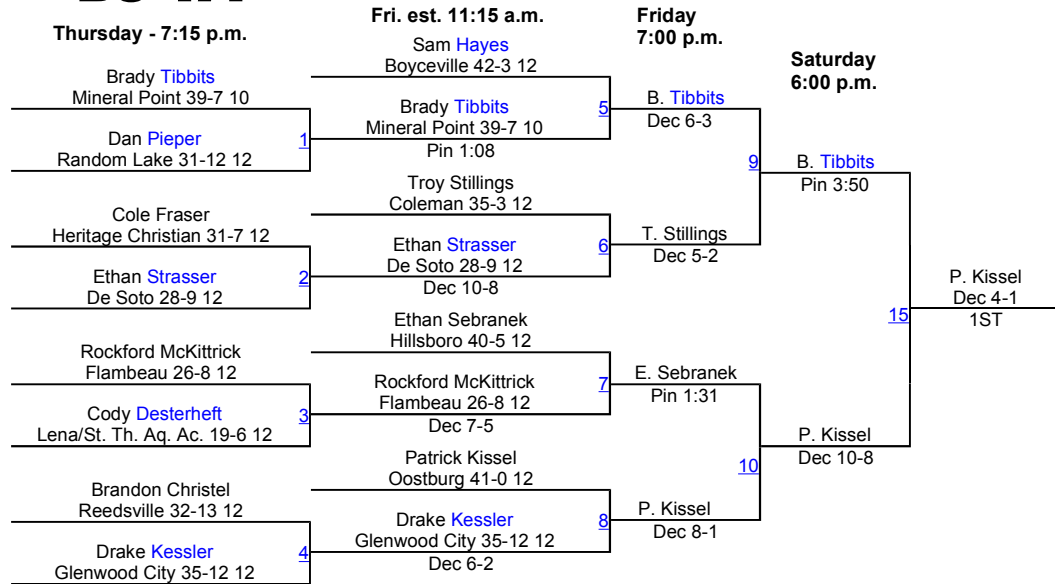 Thursday - 7:15 p.m.
Brady Tibbits
Mineral Point 39-7 10
Dan Pieper
Random Lake 31-12 12
1
Cole Fraser
Heritage Christian 31-7 12
Ethan Strasser
De Soto 28-9 12
2
Rockford McKittrick
Flambeau 26-8 12
Cody Desterheft
Lena/St. Th. Aq. Ac. 19-6 12
3
Brandon Christel
Reedsville 32-13 12
Drake Kessler
Glenwood City 35-12 12
4
Fri. est. 11:15 a.m.
Sam Hayes
Boyceville 42-3 12
Brady Tibbits
Mineral Point 39-7 10
Pin 1:08
5
Troy Stillings
Coleman 35-3 12
Ethan Strasser
De Soto 28-9 12
Dec 10-8
6
Ethan Sebranek
Hillsboro 40-5 12
Rockford McKittrick
Flambeau 26-8 12
Dec 7-5
7
Patrick Kissel
Oostburg 41-0 12
Drake Kessler
Glenwood City 35-12 12
Dec 6-2
8
Friday
7:00 p.m.
B. Tibbits
Dec 6-3
9
T. Stillings
Dec 5-2
E. Sebranek
Pin 1:31
10
P. Kissel
Dec 8-1
Saturday
6:00 p.m.
B. Tibbits
Pin 3:50
15
P. Kissel
Dec 10-8
P. Kissel
Dec 4-1
1ST